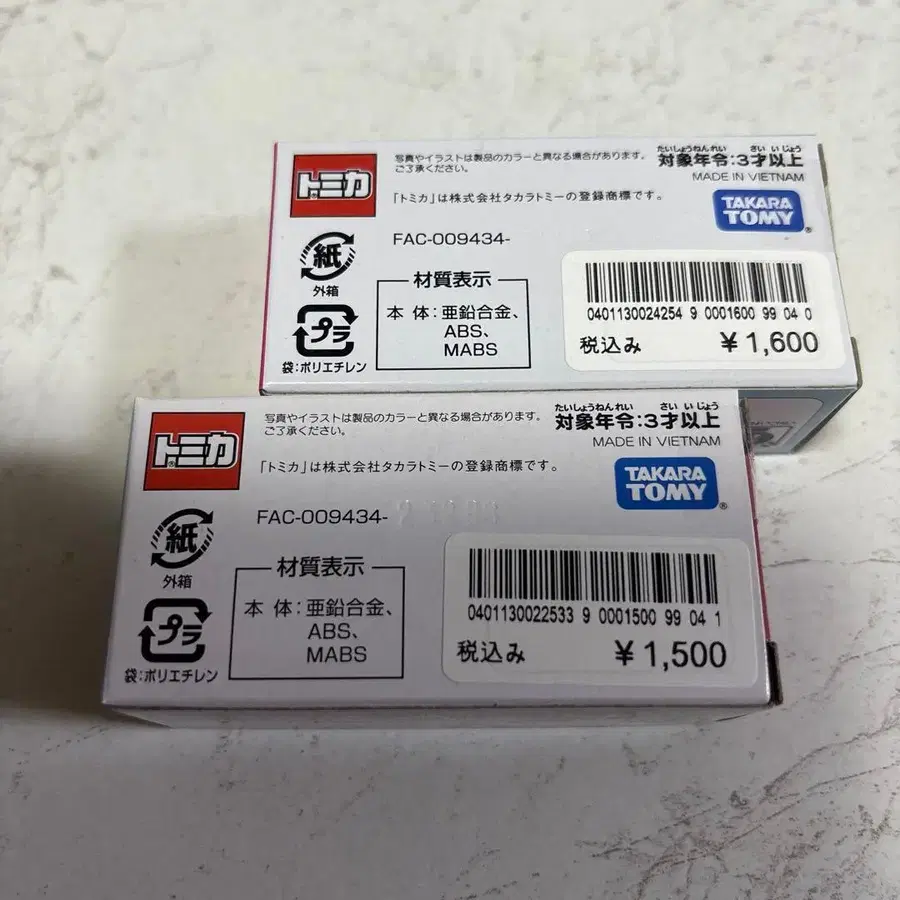 トミカ
写真やイラストは製品のカラーと異なる場合があります。
ご了承ください。
たいしょうねんれい さい いじょう
対象年令:3才以上
MADE IN VIETNAM
「トミカ」は株式会社タカラトミーの登録商標です。
TAKARA
TOMY®
FAC-009434-
紙
外箱
プラ
袋:ポリエチレン
材質表示
本 体:亜鉛合金、
ABS、
MABS
0401130024254 9 0001600 99 04 0
税込み ¥1,600
トミカ
写真やイラストは製品のカラーと異なる場合があります。
ご了承ください。
たいしょうねんれい さい いじょう
対象年令:3才以上
MADE IN VIETNAM
「トミカ」は株式会社タカラトミーの登録商標です。
TAKARA
TOMY®
FAC-009434-
紙
外箱
プラ
袋:ポリエチレン
材質表示
本 体:亜鉛合金、
ABS、
MABS
0401130022533 9 0001500 99 04 1
税込み ¥1,500